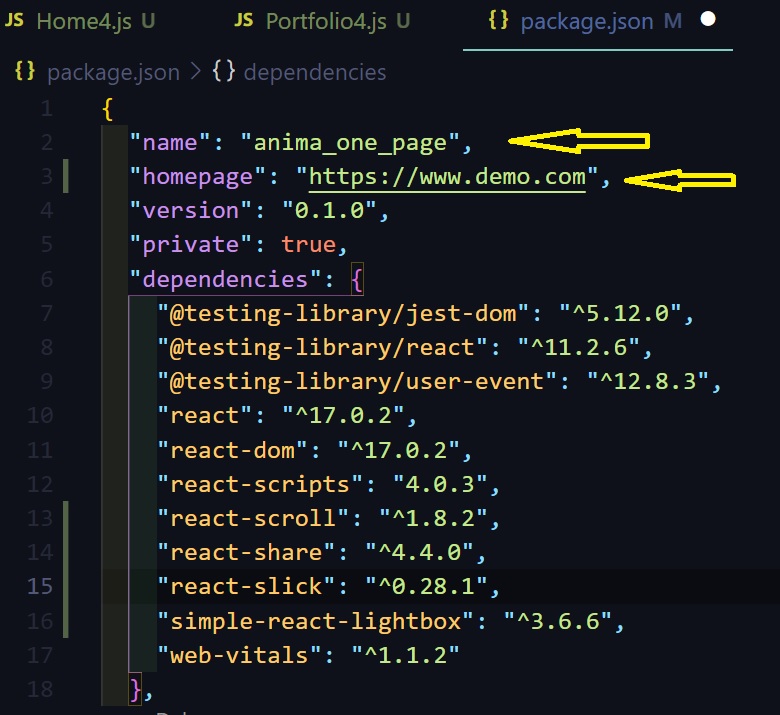 JS Home4.js U JS Portfolio4.js U {} package.json M
{} package.json > {} dependencies
1 {
2 "name": "anima_one_page",
3 "homepage": "https://www.demo.com",
4 "version": "0.1.0",
5 "private": true,
6 "dependencies": {
7 "@testing-library/jest-dom": "^5.12.0",
8 "@testing-library/react": "^11.2.6",
9 "@testing-library/user-event": "^12.8.3",
10 "react": "^17.0.2",
11 "react-dom": "^17.0.2",
12 "react-scripts": "4.0.3",
13 "react-scroll": "^1.8.2",
14 "react-share": "^4.4.0",
15 "react-slick": "^0.28.1",
16 "simple-react-lightbox": "^3.6.6",
17 "web-vitals": "^1.1.2"
18 },